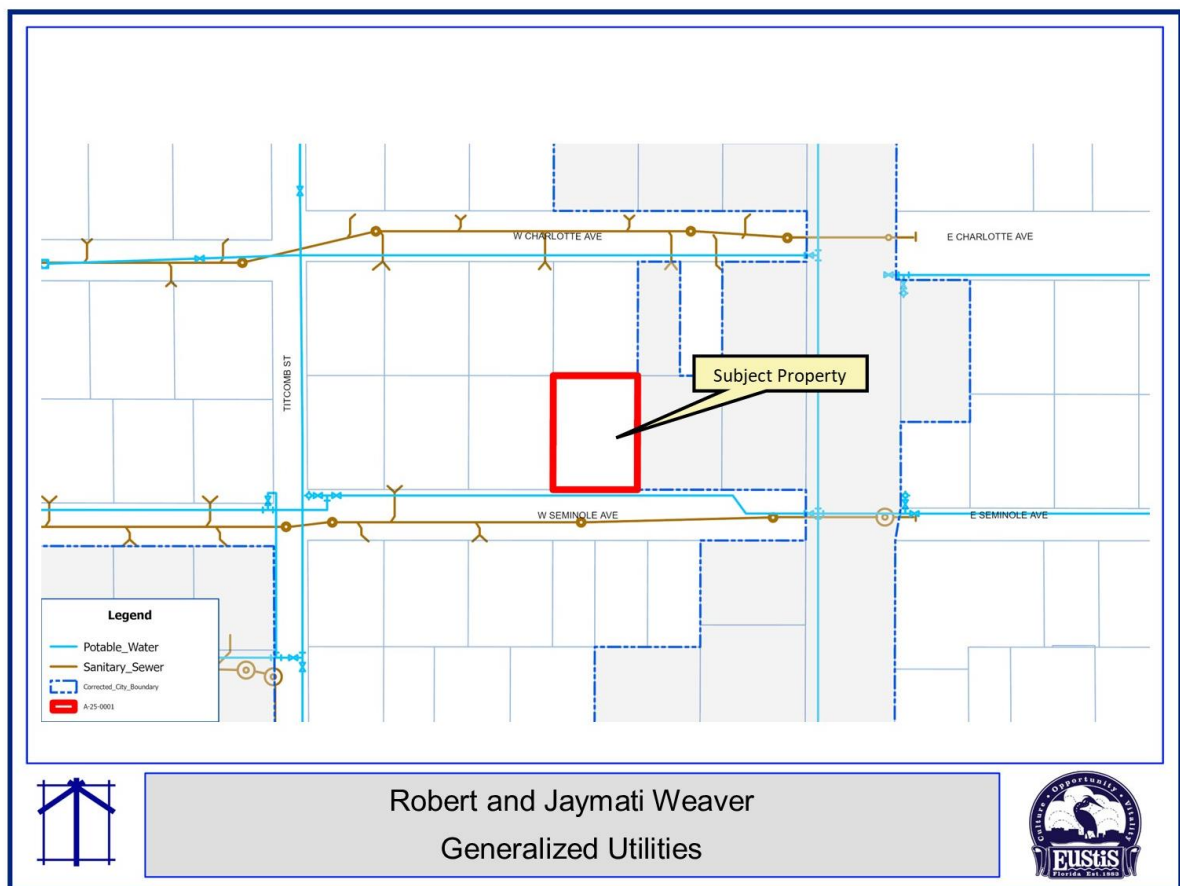 W CHARLOTTE AVE
E CHARLOTTE AVE
TITCOMB ST
Subject Property
W SEMINOLE AVE
E SEMINOLE AVE
Legend
Potable_Water
Sanitary_Sewer
Corrected_City_Boundary
A-25-0001
Robert and Jaymati Weaver
Generalized Utilities
Culture • Opportunity • Vitality
EUSTIS
Florida Est.1883